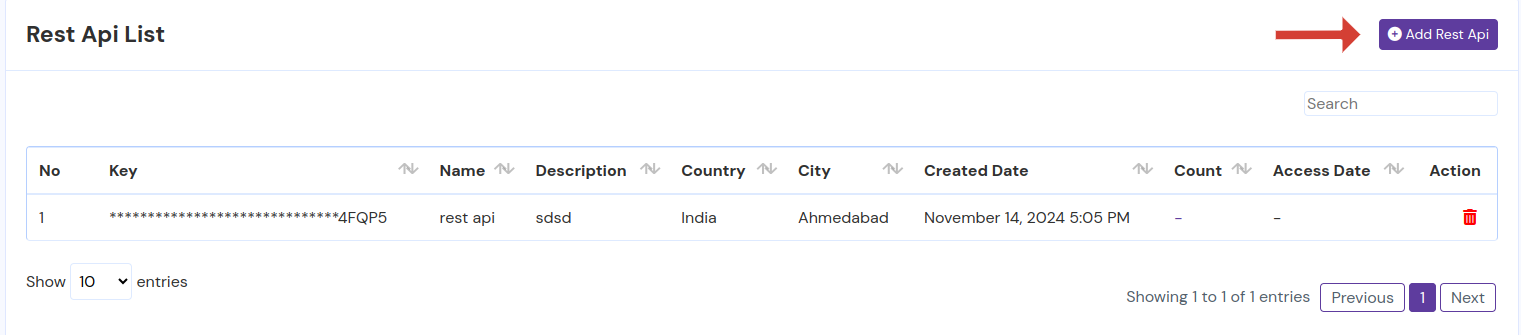 Rest Api List
Add Rest Api
Search
No Key Name Description Country City Created Date Count Access Date Action
1 *******************************4FQP5 rest api sdsd India Ahmedabad November 14, 2024 5:05 PM - -
Show 10 entries
Showing 1 to 1 of 1 entries Previous 1 Next